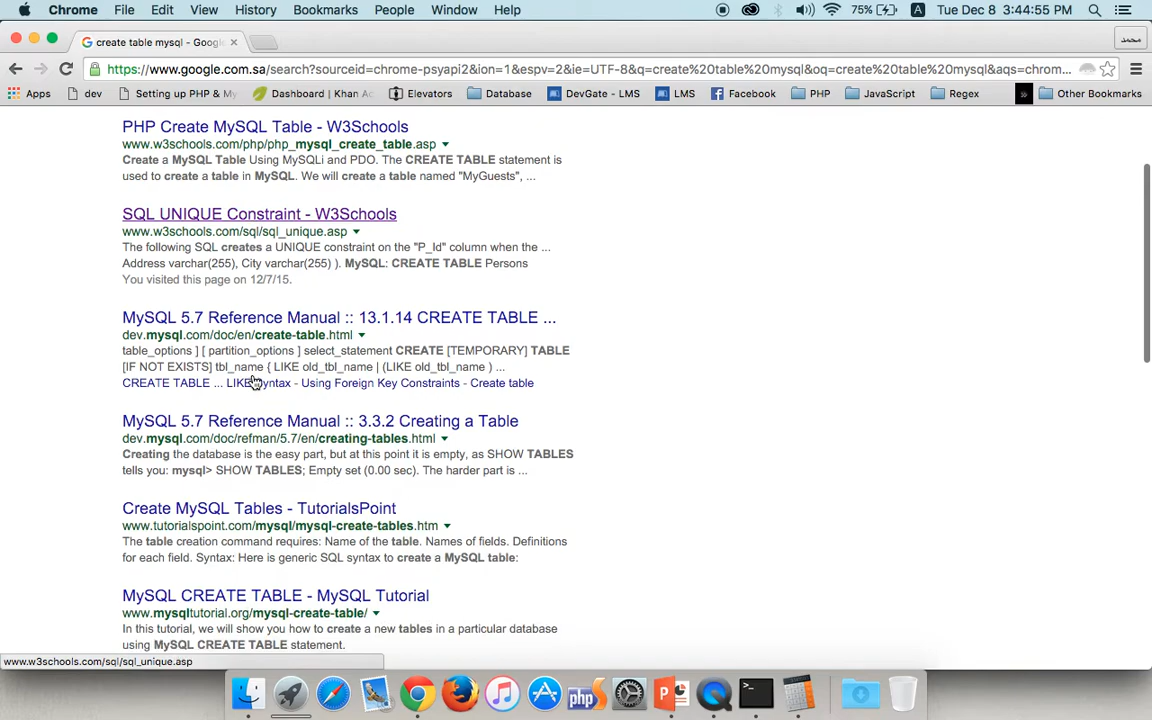 Chrome File Edit View History Bookmarks People Window Help 75% A Tue Dec 8 3:44:55 PM
create table mysql - Goog
محمد
https://www.google.com.sa/search?sourceid=chrome-psyapi2&ion=1&espv=2&ie=UTF-8&q=create%20table%20mysql&oq=create%20table%20mysql&aqs=chrom...
Apps dev Setting up PHP & My Dashboard | Khan Ac Elevators Database DevGate - LMS LMS Facebook PHP JavaScript Regex » Other Bookmarks
PHP Create MySQL Table - W3Schools
www.w3schools.com/php/php_mysql_create_table.asp
Create a MySQL Table Using MySQLi and PDO. The CREATE TABLE statement is
used to create a table in MySQL. We will create a table named "MyGuests", ...
SQL UNIQUE Constraint - W3Schools
www.w3schools.com/sql/sql_unique.asp
The following SQL creates a UNIQUE constraint on the "P_Id" column when the ...
Address varchar(255), City varchar(255) ). MySQL: CREATE TABLE Persons
You visited this page on 12/7/15.
MySQL 5.7 Reference Manual :: 13.1.14 CREATE TABLE ...
dev.mysql.com/doc/en/create-table.html
table_options ] [ partition_options ] select_statement CREATE [TEMPORARY] TABLE
[IF NOT EXISTS] tbl_name { LIKE old_tbl_name | (LIKE old_tbl_name ) ...
CREATE TABLE ... LIKE Syntax - Using Foreign Key Constraints - Create table
MySQL 5.7 Reference Manual :: 3.3.2 Creating a Table
dev.mysql.com/doc/refman/5.7/en/creating-tables.html
Creating the database is the easy part, but at this point it is empty, as SHOW TABLES
tells you: mysql> SHOW TABLES; Empty set (0.00 sec). The harder part is ...
Create MySQL Tables - TutorialsPoint
www.tutorialspoint.com/mysql/mysql-create-tables.htm
The table creation command requires: Name of the table. Names of fields. Definitions
for each field. Syntax: Here is generic SQL syntax to create a MySQL table:
MySQL CREATE TABLE - MySQL Tutorial
www.mysqltutorial.org/mysql-create-table/
In this tutorial, we will show you how to create a new tables in a particular database
using MySQL CREATE TABLE statement.
www.w3schools.com/sql/sql_unique.asp
php